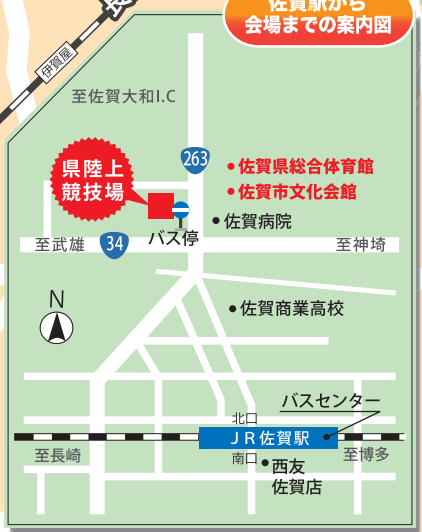 佐賀駅から
会場までの案内図
長
伊賀屋
至佐賀大和I.C
263
県陸上
競技場
●佐賀県総合体育館
●佐賀市文化会館
●佐賀病院
バス停
至武雄
34
至神埼
N
●佐賀商業高校
バスセンター
北口
JR佐賀駅
南口
至長崎
至博多
●西友
佐賀店